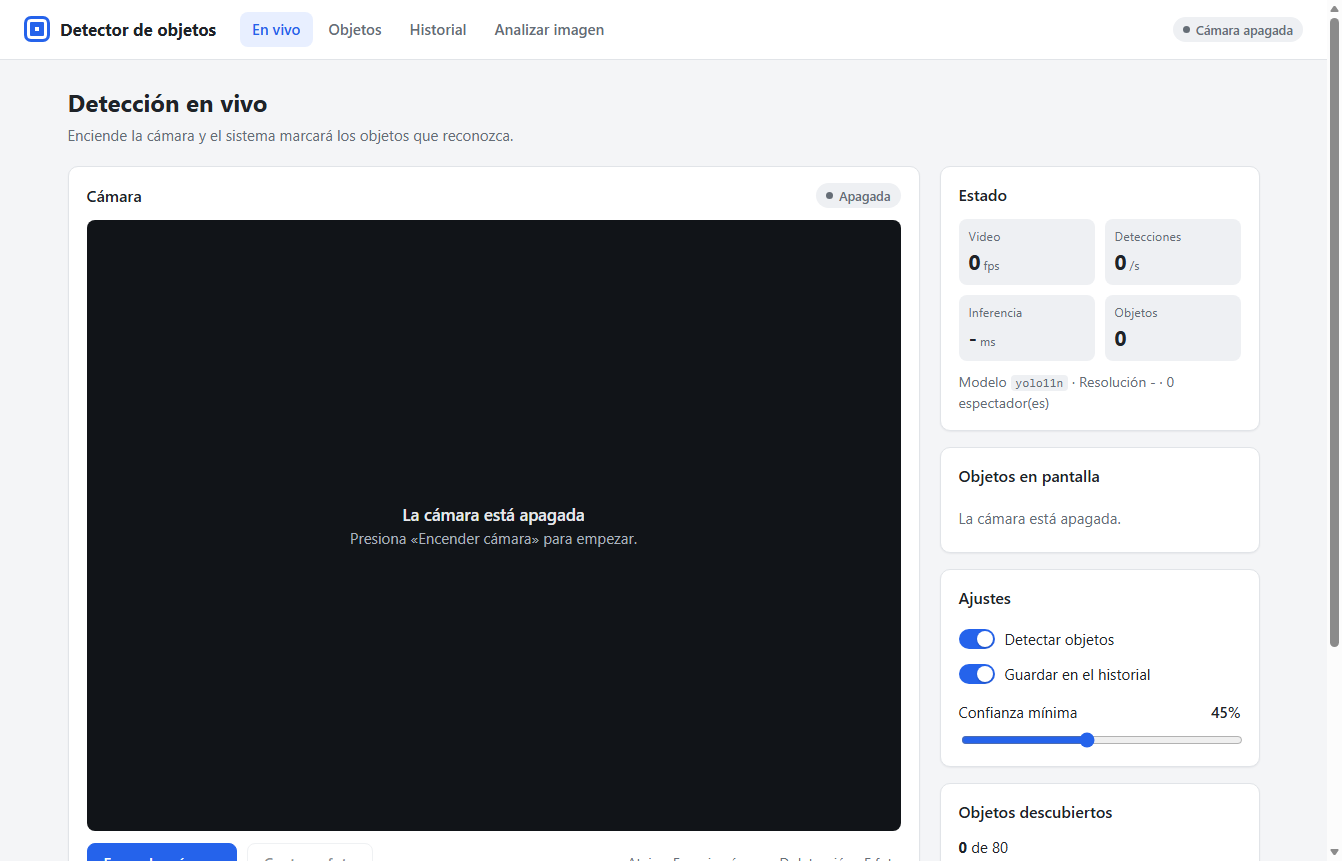 Detector de objetos
En vivo
Objetos
Historial
Analizar imagen
Cámara apagada
Detección en vivo
Enciende la cámara y el sistema marcará los objetos que reconozca.
Cámara
Apagada
La cámara está apagada
Presiona «Encender cámara» para empezar.
Estado
Video
0 fps
Detecciones
0 /s
Inferencia
- ms
Objetos
0
Modelo yolo11n · Resolución - · 0
espectador(es)
Objetos en pantalla
La cámara está apagada.
Ajustes
Detectar objetos
Guardar en el historial
Confianza mínima 45%
Objetos descubiertos
0 de 80